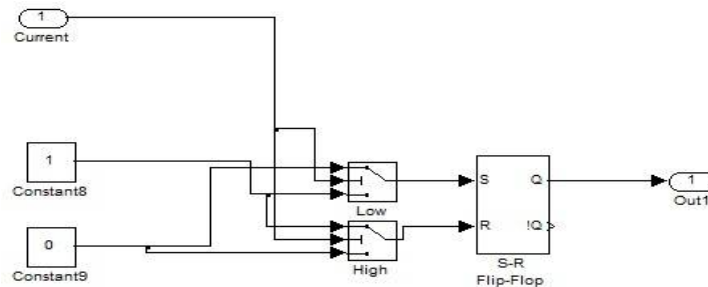 1
Current
1
Constant8
0
Constant9
Low
High
S Q
R !Q
S-R
Flip-Flop
1
Out1